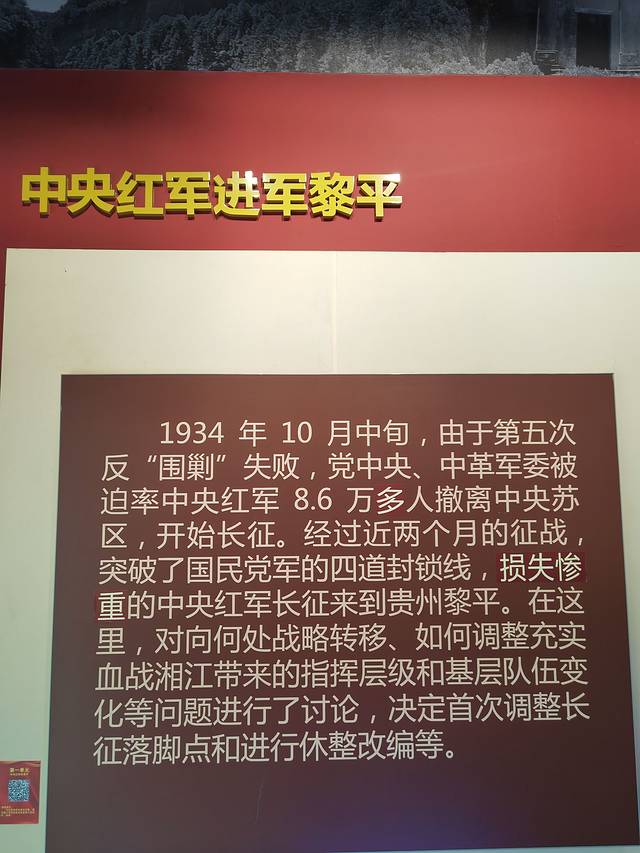 中央红军进军黎平
1934 年 10 月中旬，由于第五次
反“围剿”失败，党中央、中革军委被
迫率中央红军 8.6 万多人撤离中央苏
区，开始长征。经过近两个月的征战，
突破了国民党军的四道封锁线，损失惨
重的中央红军长征来到贵州黎平。在这
里，对向何处战略转移、如何调整充实
血战湘江带来的指挥层级和基层队伍变
化等问题进行了讨论，决定首次调整长
征落脚点和进行休整改编等。
第一单元